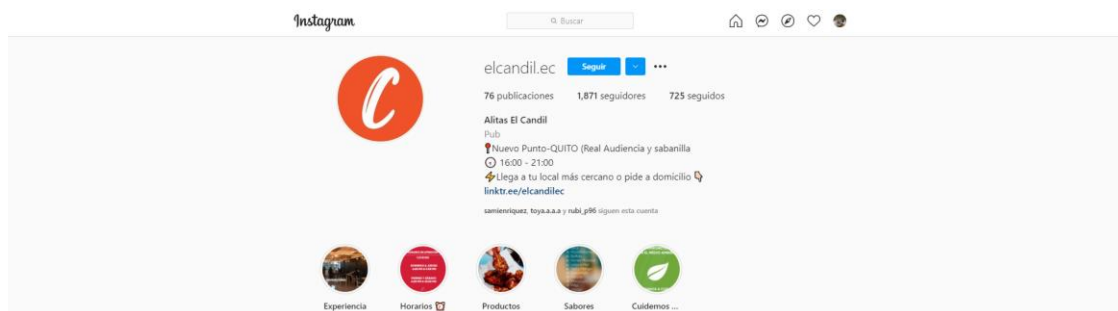 Instagram
Buscar
elcandil.ec Seguir
76 publicaciones 1,871 seguidores 725 seguidos
Alitas El Candil
Pub
📍Nuevo Punto-QUITO (Real Audiencia y sabanilla
🕓 16:00 - 21:00
⚡Llega a tu local más cercano o pide a domicilio 👇
linktr.ee/elcandilec
samienriquez, toya.a.a.a y rubi_p96 siguen esta cuenta
Experiencia Horarios ⏰ Productos Sabores Cuidemos ...